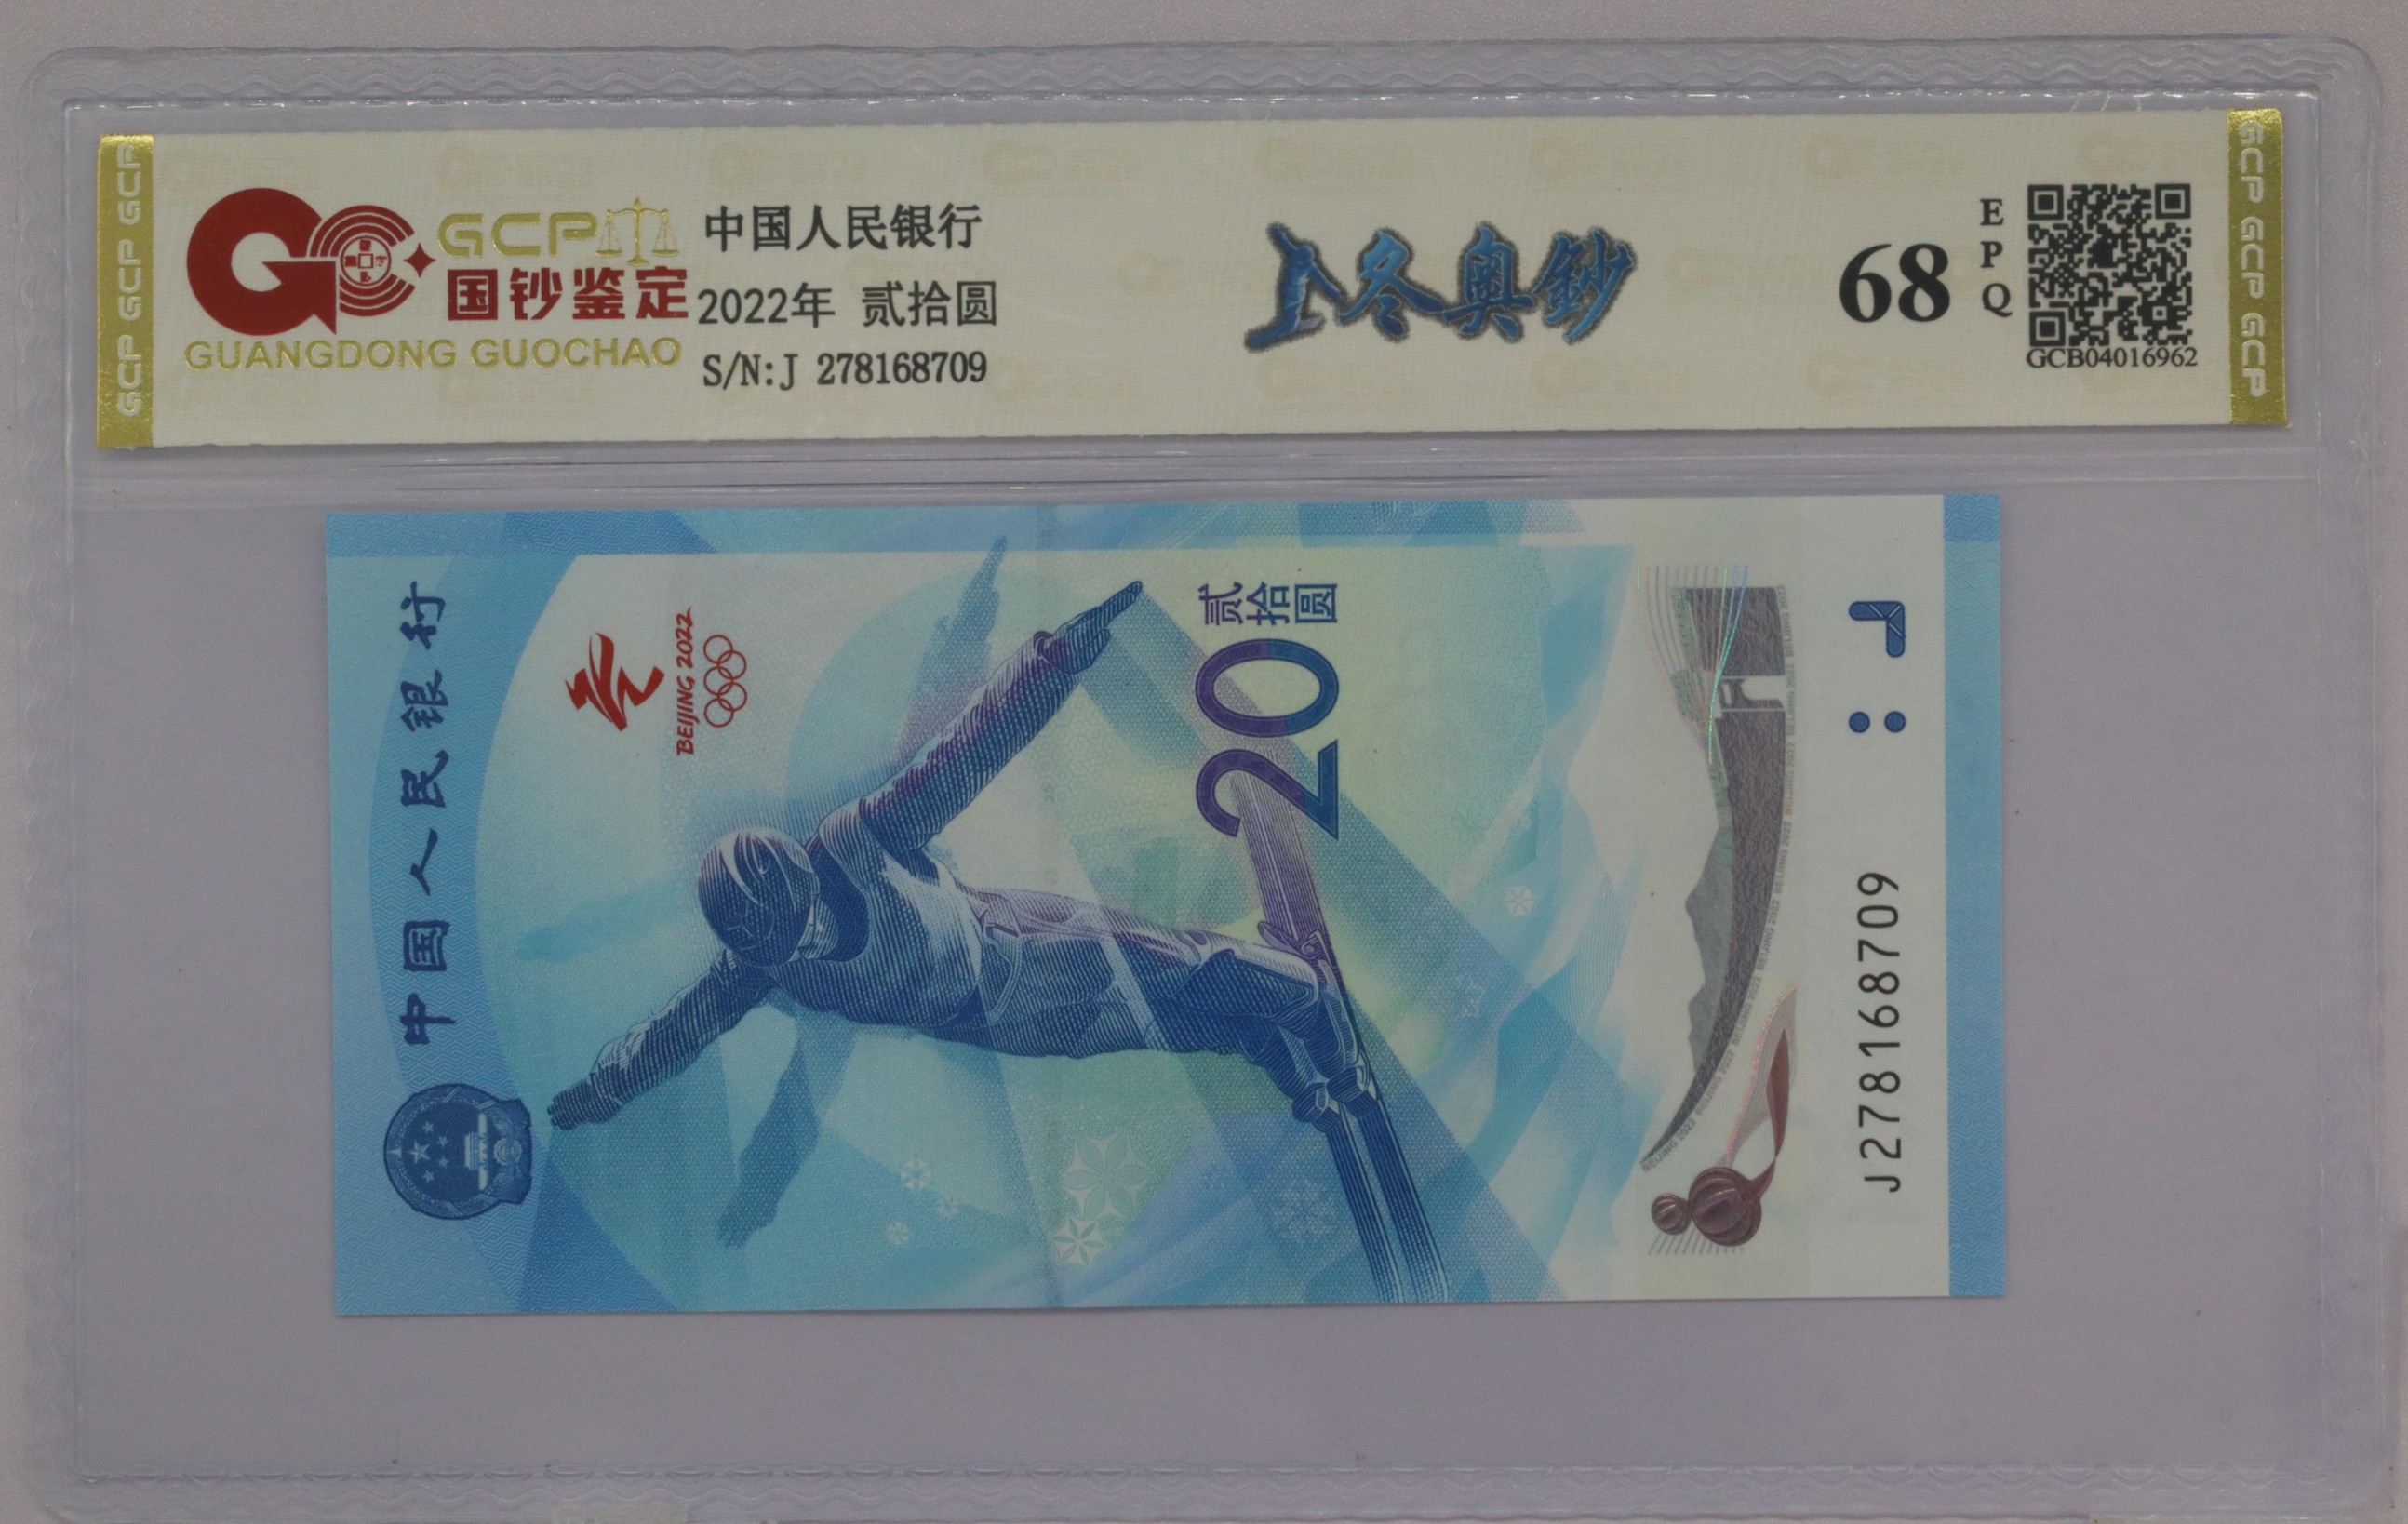 GCP
国钞鉴定
GUANGDONG GUOCHAO
中国人民银行
2022年 贰拾圆
S/N:J 278168709
冬奥鈔
68
E
P
Q
GCB04016962
GCP GCP GCP
GCP GCP GCP
中国人民银行
BEIJING 2022
贰拾圆
20
J278168709